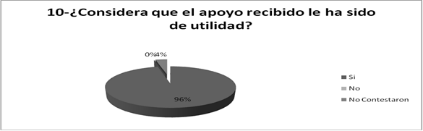 10-¿Considera que el apoyo recibido le ha sido
de utilidad?
0%4%
96%
Si
No
No Contestaron